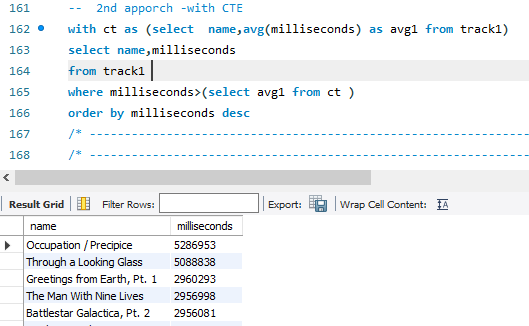 161 -- 2nd apporch -with CTE
162 with ct as (select name,avg(milliseconds) as avg1 from track1)
163 select name,milliseconds
164 from track1
165 where milliseconds>(select avg1 from ct )
166 order by milliseconds desc
167 /* ------------------------------------------------------------
168 /* ------------------------------------------------------------
Result Grid Filter Rows: Export: Wrap Cell Content: IA
name milliseconds
Occupation / Precipice 5286953
Through a Looking Glass 5088838
Greetings from Earth, Pt. 1 2960293
The Man With Nine Lives 2956998
Battlestar Galactica, Pt. 2 2956081